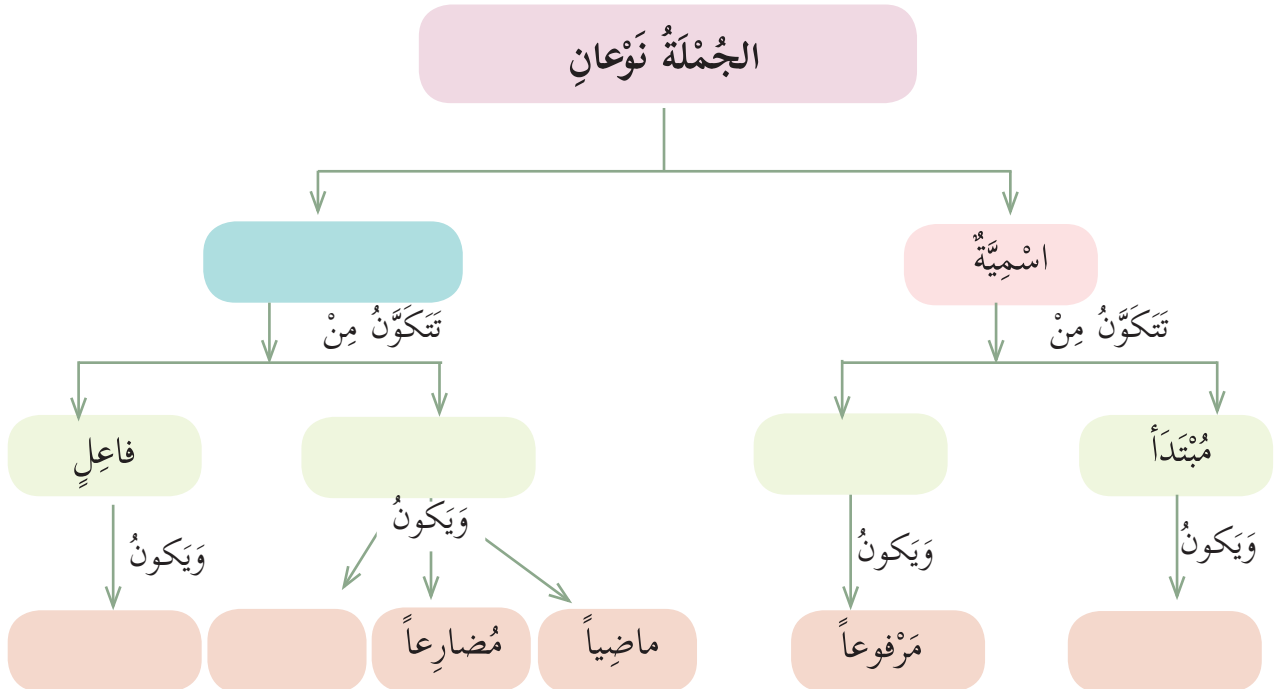 الجُمْلَةُ نَوْعانِ
اسْمِيَّةٌ
تَتَكَوَّنُ مِنْ
تَتَكَوَّنُ مِنْ
مُبْتَدَأ
فاعِلٍ
وَيَكونُ
وَيَكونُ
وَيَكونُ
وَيَكونُ
مَرْفوعاً
ماضِياً
مُضارِعاً